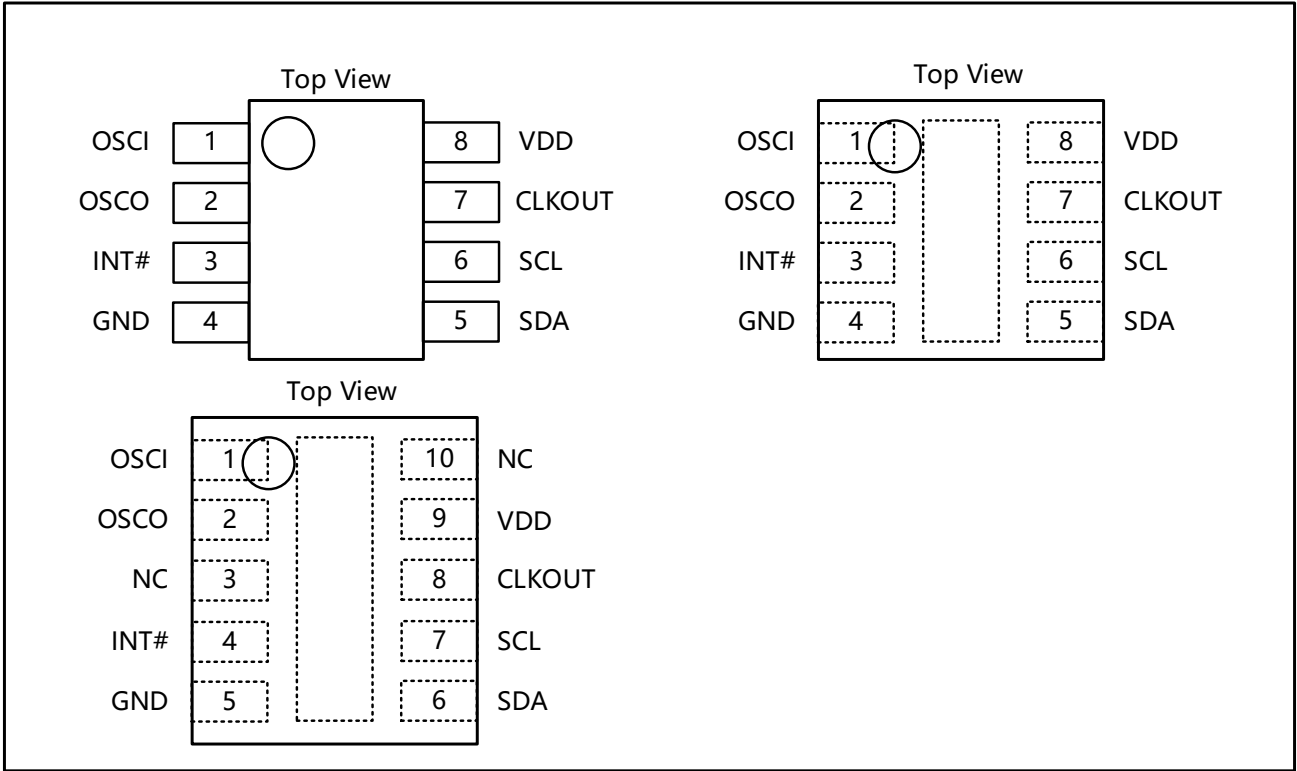 Top View
OSCI 1 8 VDD
OSCO 2 7 CLKOUT
INT# 3 6 SCL
GND 4 5 SDA
Top View
OSCI 1 8 VDD
OSCO 2 7 CLKOUT
INT# 3 6 SCL
GND 4 5 SDA
Top View
OSCI 1 10 NC
OSCO 2 9 VDD
NC 3 8 CLKOUT
INT# 4 7 SCL
GND 5 6 SDA